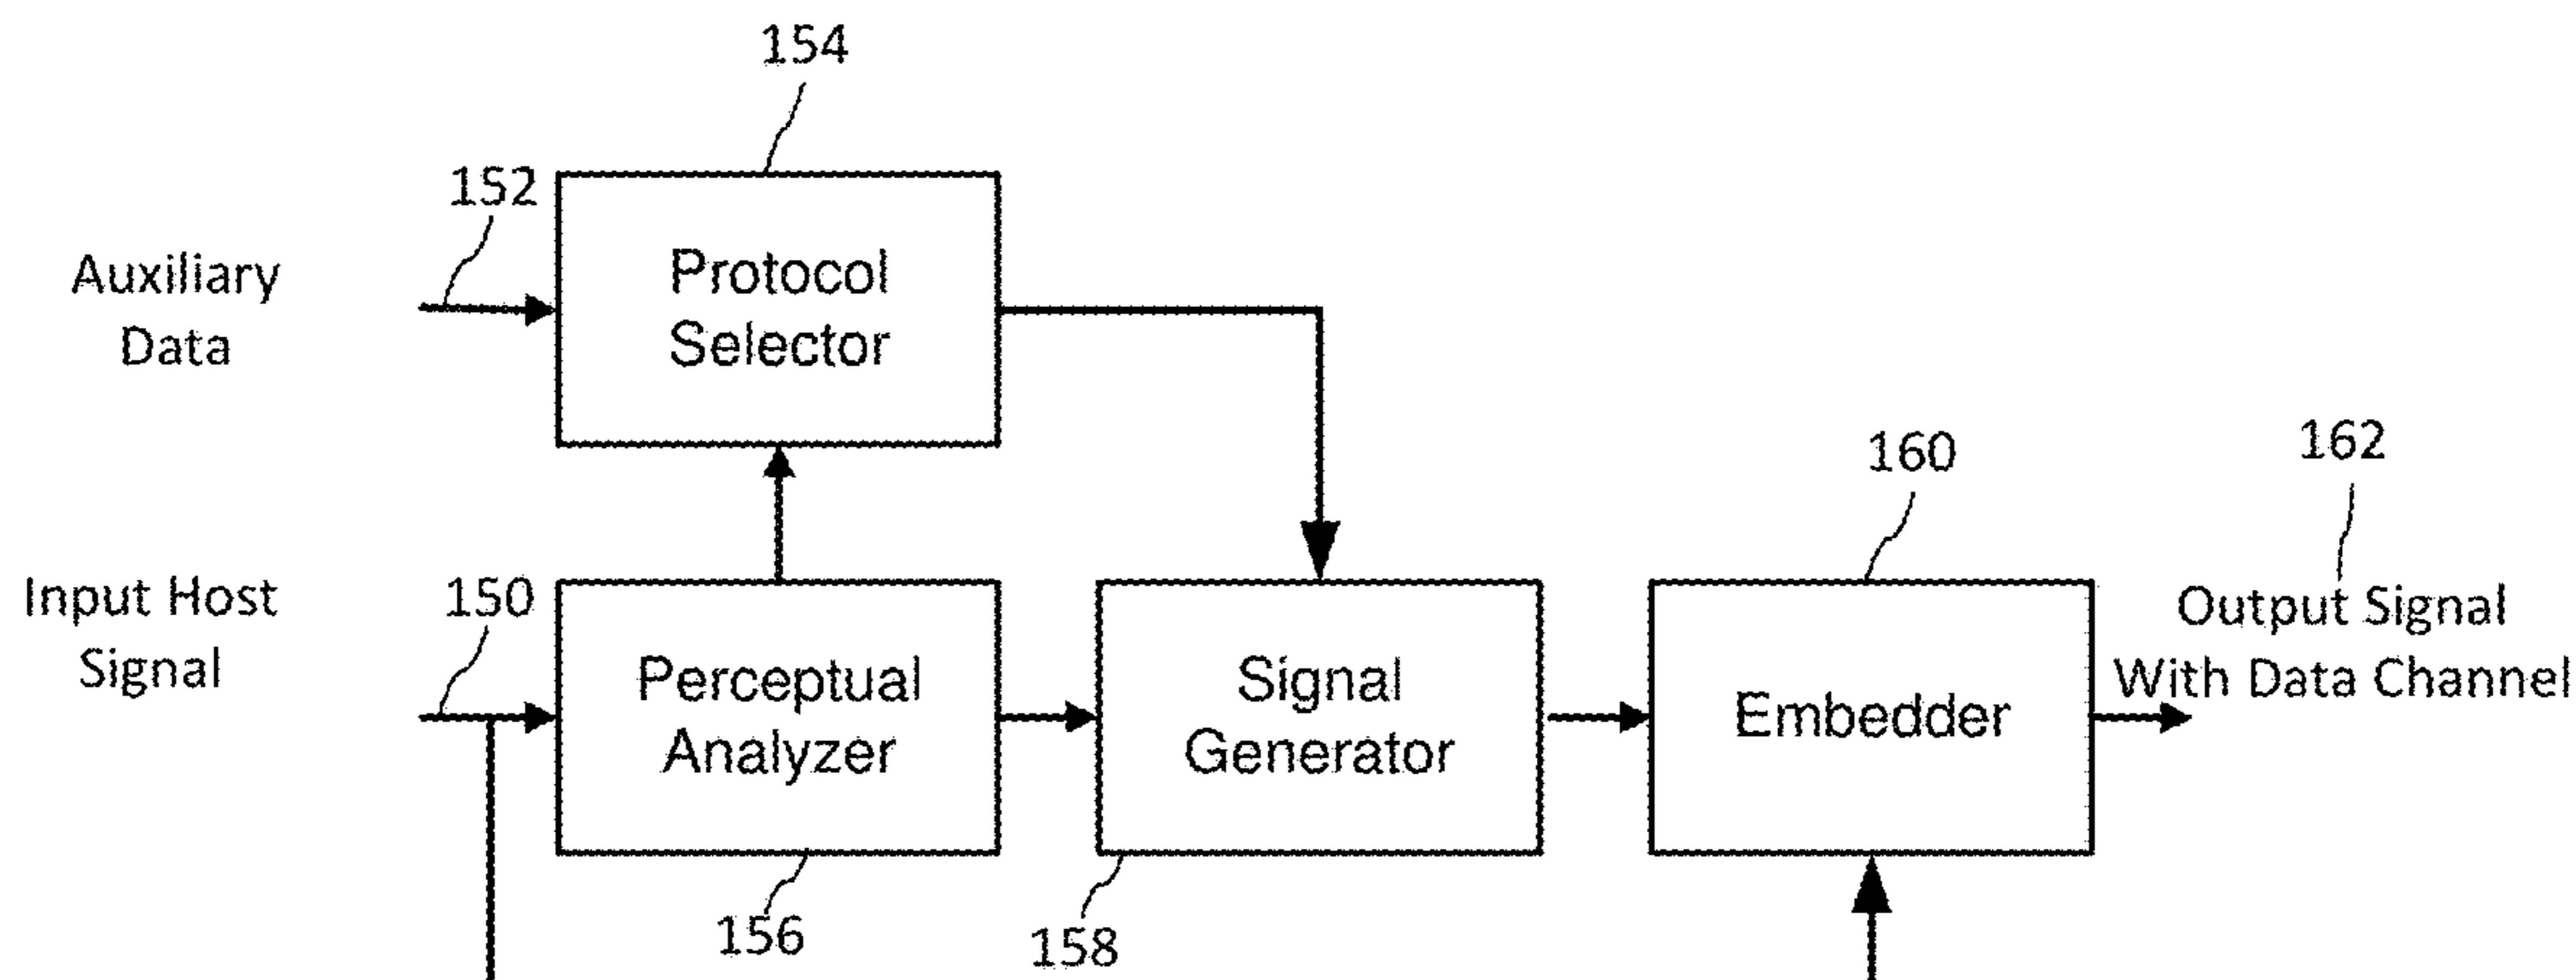 154
152
Auxiliary
Data
Protocol
Selector
160
162
Input Host
Signal
150
Perceptual
Analyzer
Signal
Generator
Embedder
Output Signal
With Data Channel
156
158